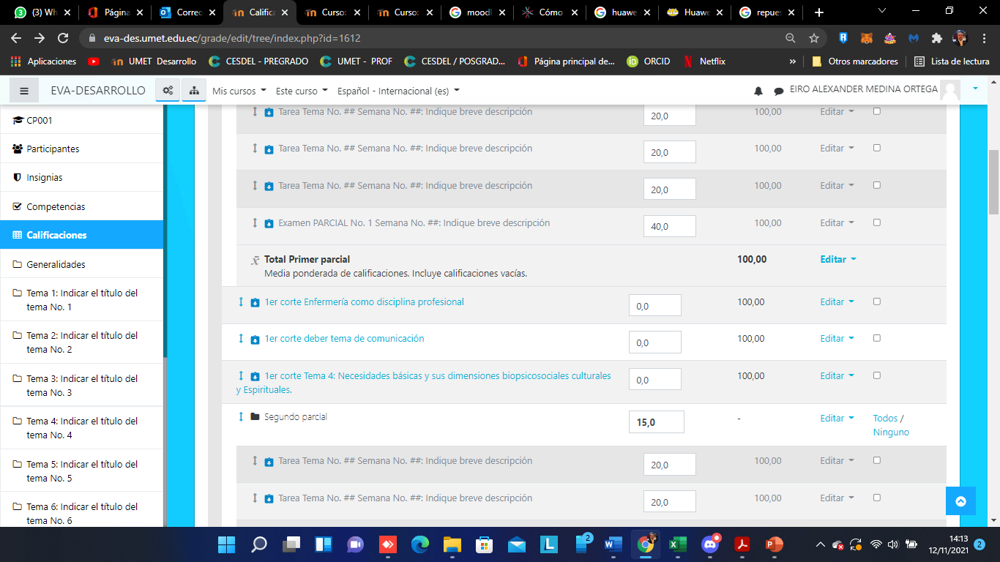 (3) Wh
Página
Correo
Califica
Curso:
Curso:
moodl
Cómo
huawe
Huawe
repues
eva-des.umet.edu.ec/grade/edit/tree/index.php?id=1612
Aplicaciones
UMET Desarrollo
CESDEL - PREGRADO
UMET - PROF
CESDEL / POSGRAD...
Página principal de...
ORCID
Netflix
»
Otros marcadores
Lista de lectura
EVA-DESARROLLO
Mis cursos
Este curso
Español - Internacional (es)
EIRO ALEXANDER MEDINA ORTEGA
CP001
Participantes
Insignias
Competencias
Calificaciones
Generalidades
Tema 1: Indicar el título del
tema No. 1
Tema 2: Indicar el título del
tema No. 2
Tema 3: Indicar el título del
tema No. 3
Tema 4: Indicar el título del
tema No. 4
Tema 5: Indicar el título del
tema No. 5
Tema 6: Indicar el título del
tema No. 6
Tarea Tema No. ## Semana No. ##: Indique breve descripción 20,0 100,00 Editar
Tarea Tema No. ## Semana No. ##: Indique breve descripción 20,0 100,00 Editar
Tarea Tema No. ## Semana No. ##: Indique breve descripción 20,0 100,00 Editar
Examen PARCIAL No. 1 Semana No. ##: Indique breve descripción 40,0 100,00 Editar
Total Primer parcial 100,00 Editar
Media ponderada de calificaciones. Incluye calificaciones vacías.
1er corte Enfermería como disciplina profesional 0,0 100,00 Editar
1er corte deber tema de comunicación 0,0 100,00 Editar
1er corte Tema 4: Necesidades básicas y sus dimensiones biopsicosociales culturales 0,0 100,00 Editar
y Espirituales.
Segundo parcial 15,0 - Editar Todos /
Ninguno
Tarea Tema No. ## Semana No. ##: Indique breve descripción 20,0 100,00 Editar
Tarea Tema No. ## Semana No. ##: Indique breve descripción 20,0 100,00 Editar
2
14:13
12/11/2021
2